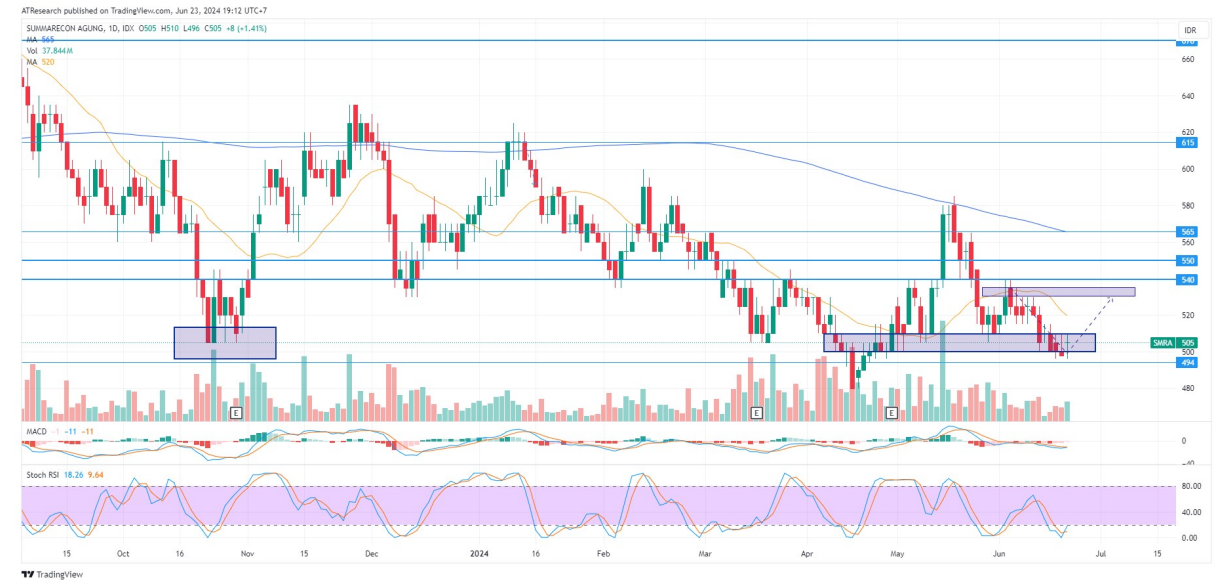 ATResearch published on TradingView.com, Jun 23, 2024 19:12 UTC+7
SUMMARECON AGUNG, 1D, IDX O505 H510 L496 C505 +8 (+1.41%)
MA 565
Vol 37.844M
MA 520
IDR
670
660
640
620
615
600
580
565
560
550
540
520
SMRA 505
500
494
480
E E E
MACD −1 −11 −11
0
−40
Stoch RSI 18.26 9.64
80.00
40.00
0.00
15 Oct 16 Nov 15 Dec 2024 16 Feb Mar Apr May Jun Jul 15
TradingView